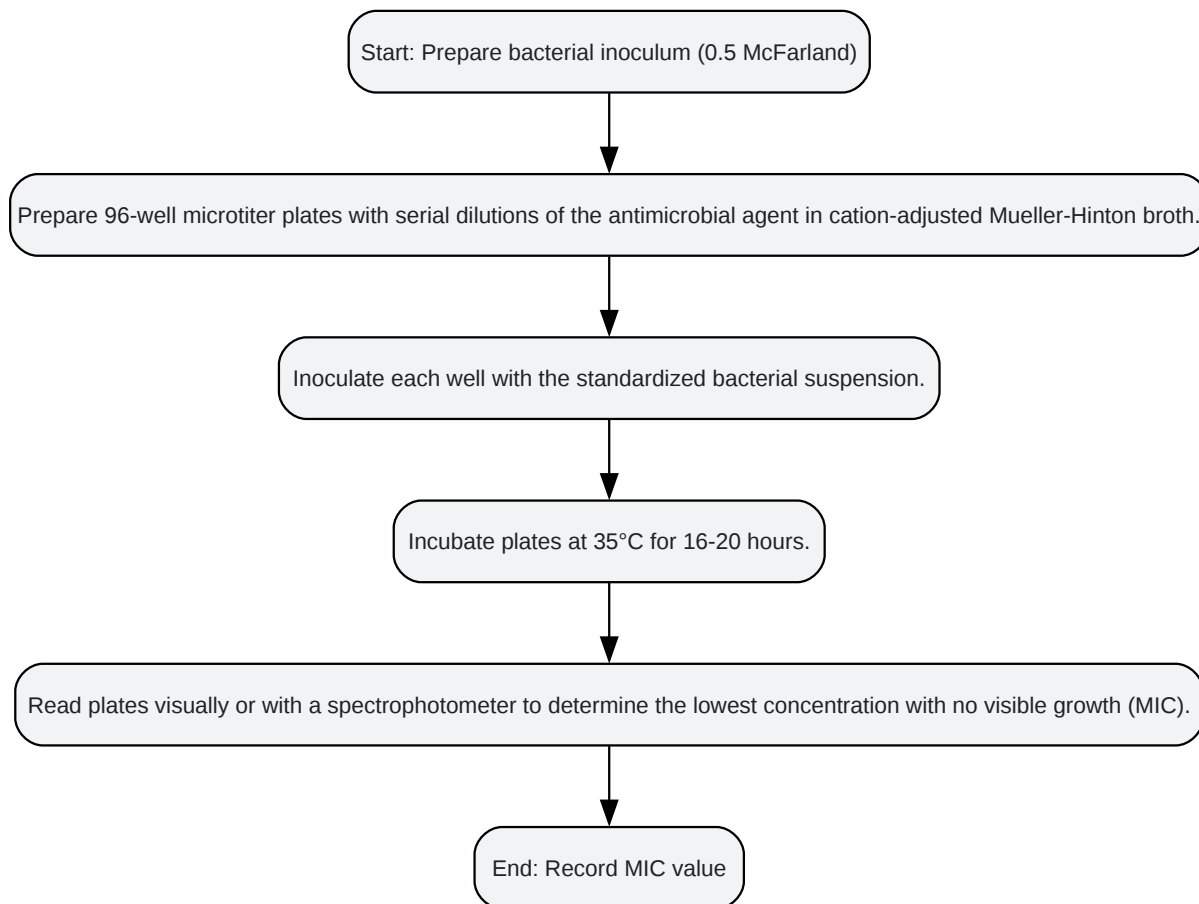 Start: Prepare bacterial inoculum (0.5 McFarland)
Prepare 96-well microtiter plates with serial dilutions of the antimicrobial agent in cation-adjusted Mueller-Hinton broth.
Inoculate each well with the standardized bacterial suspension.
Incubate plates at 35°C for 16-20 hours.
Read plates visually or with a spectrophotometer to determine the lowest concentration with no visible growth (MIC).
End: Record MIC value